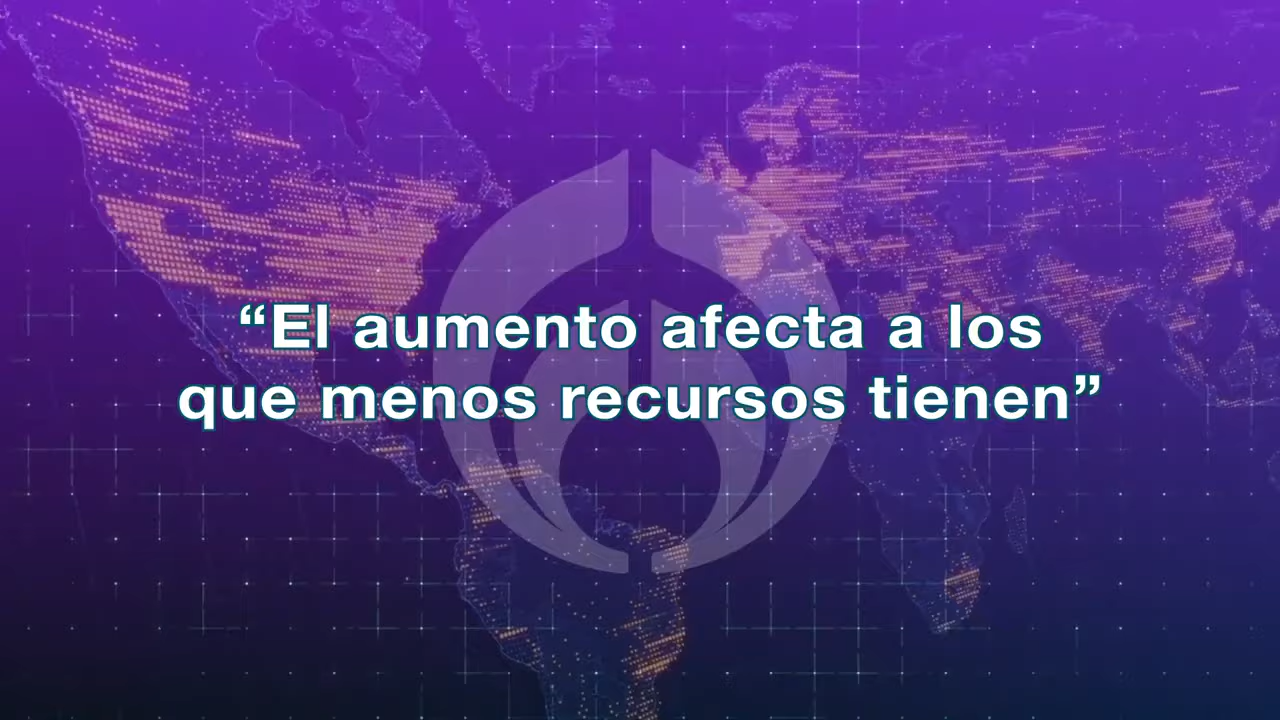 “El aumento afecta a los
que menos recursos tienen”